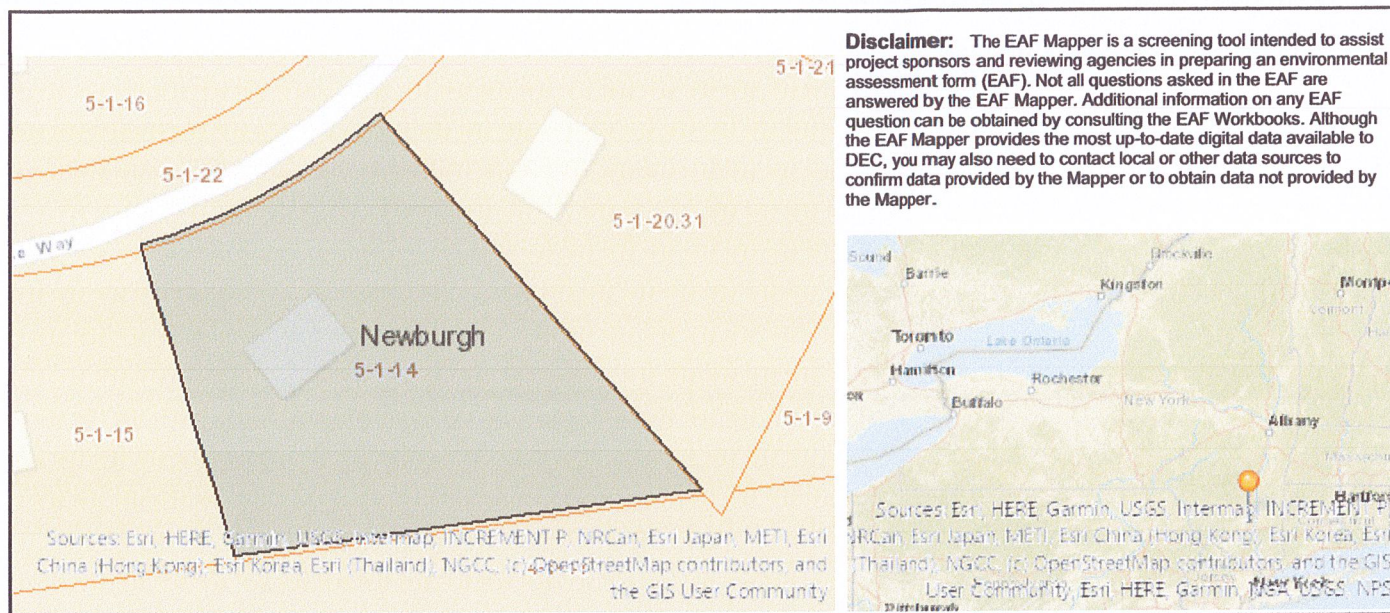 Disclaimer: The EAF Mapper is a screening tool intended to assist
project sponsors and reviewing agencies in preparing an environmental
assessment form (EAF). Not all questions asked in the EAF are
answered by the EAF Mapper. Additional information on any EAF
question can be obtained by consulting the EAF Workbooks. Although
the EAF Mapper provides the most up-to-date digital data available to
DEC, you may also need to contact local or other data sources to
confirm data provided by the Mapper or to obtain data not provided by
the Mapper.
5-1-21
5-1-16
5-1-22
5-1-20.31
Way
Newburgh
5-1-14
5-1-9
5-1-15
Sources: Esri, HERE, Garmin, USGS, Intermap, INCREMENT P, NRCan, Esri Japan, METI, Esri
China (Hong Kong), Esri Korea, Esri (Thailand), NGCC, (c) OpenStreetMap contributors, and
the GIS User Community
Sound
Barrie
Brockville
Kingston
Montp
Vermont
Toronto
Lake Ontario
Hamilton
Rochester
Buffalo
New York
Albany
Hartford
Sources: Esri, HERE, Garmin, USGS, Intermap, INCREMENT P,
NRCan, Esri Japan, METI, Esri China (Hong Kong), Esri Korea, Esri
(Thailand), NGCC, (c) OpenStreetMap contributors, and the GIS
User Community, Esri, HERE, Garmin, NGA, USGS, NPS
New York
Pittsburgh